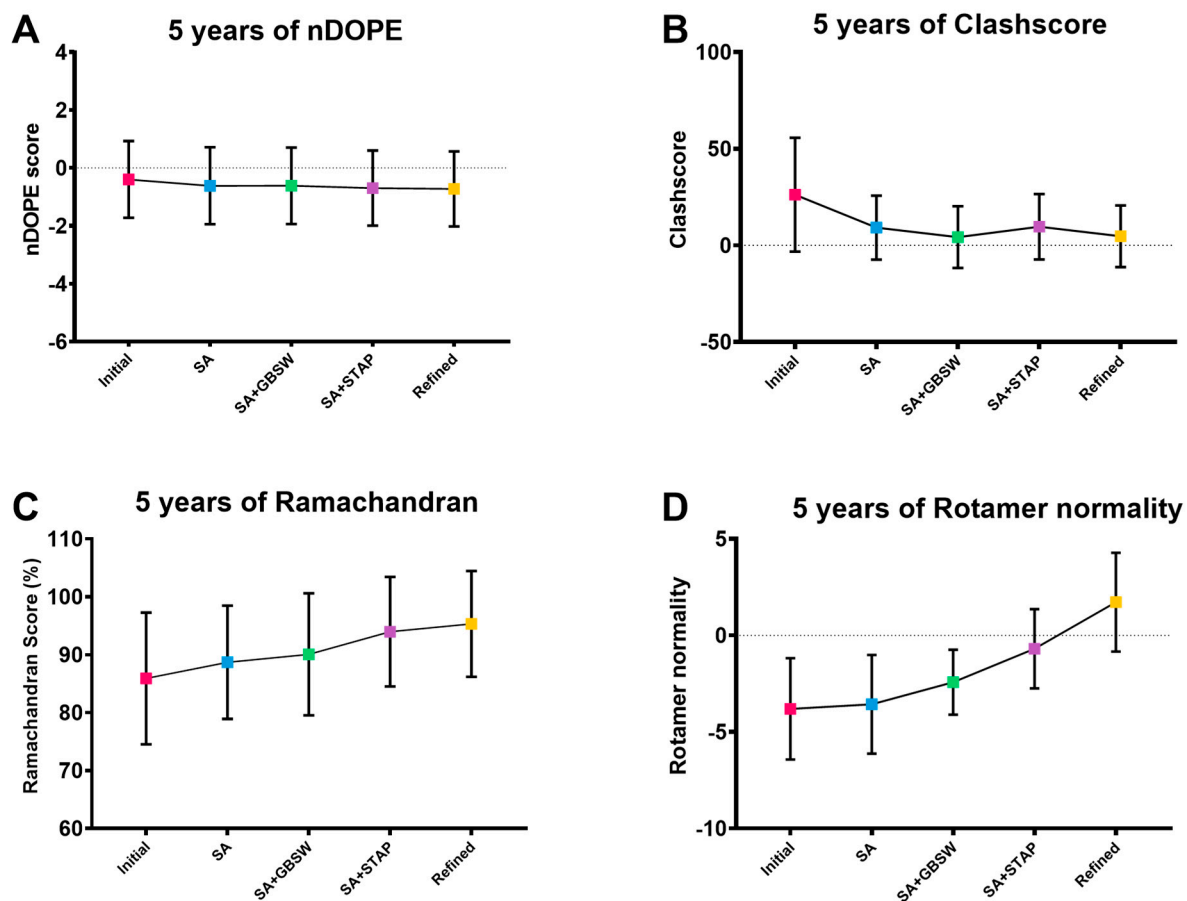 A
5 years of nDOPE
nDOPE score
4
2
0
-2
-4
-6
Initial
SA
SA+GBSW
SA+STAP
Refined
B
5 years of Clashscore
Clashscore
100
50
0
-50
Initial
SA
SA+GBSW
SA+STAP
Refined
C
5 years of Ramachandran
Ramachandran Score (%)
110
100
90
80
70
60
Initial
SA
SA+GBSW
SA+STAP
Refined
D
5 years of Rotamer normality
Rotamer normality
5
0
-5
-10
Initial
SA
SA+GBSW
SA+STAP
Refined